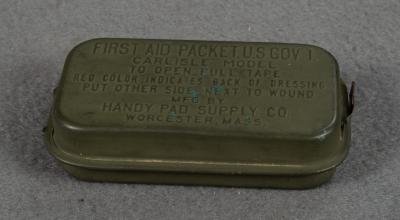 FIRST AID PACKET, U.S. GOV'T.
CARLISLE MODEL
TO OPEN PULL TAPE
RED COLOR INDICATES BACK OF DRESSING
PUT OTHER SIDE NEXT TO WOUND
MFG. BY
HANDY PAD SUPPLY CO.
WORCESTER, MASS.